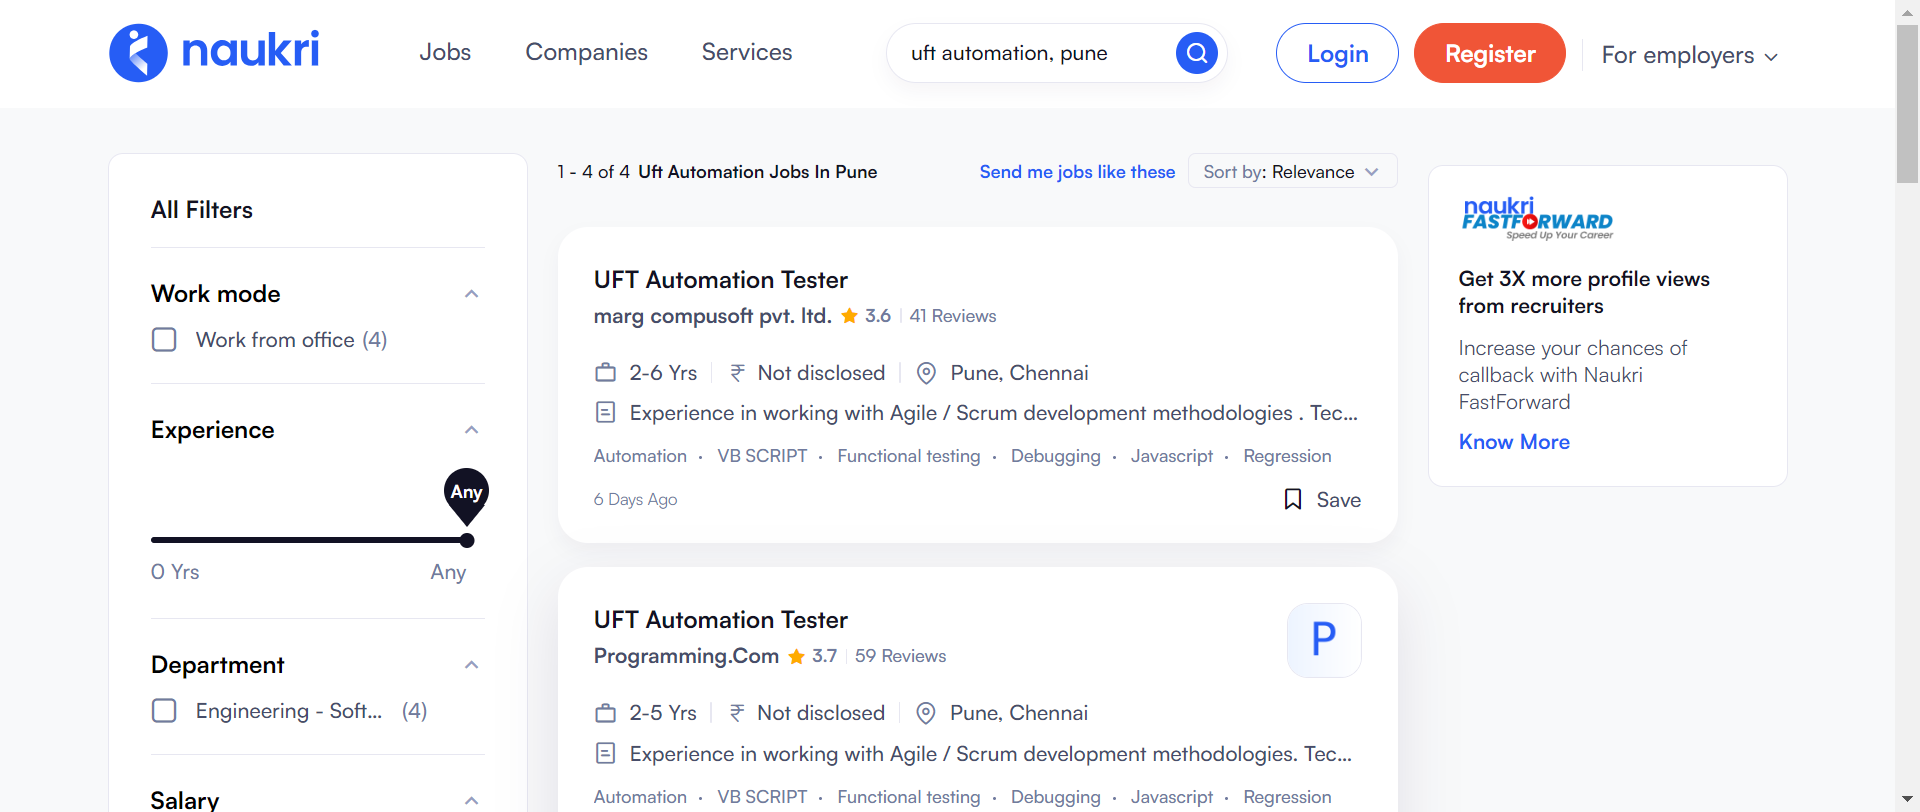 naukri
Jobs
Companies
Services
uft automation, pune
Login
Register
For employers
All Filters
Work mode
Work from office (4)
Experience
Any
0 Yrs
Any
Department
Engineering - Soft... (4)
Salary
1 - 4 of 4 Uft Automation Jobs In Pune
Send me jobs like these
Sort by: Relevance
UFT Automation Tester
marg compusoft pvt. ltd. 3.6 41 Reviews
2-6 Yrs ₹ Not disclosed Pune, Chennai
Experience in working with Agile / Scrum development methodologies . Tec...
Automation · VB SCRIPT · Functional testing · Debugging · Javascript · Regression
6 Days Ago
Save
UFT Automation Tester
P
Programming.Com 3.7 59 Reviews
2-5 Yrs ₹ Not disclosed Pune, Chennai
Experience in working with Agile / Scrum development methodologies. Tec...
Automation · VB SCRIPT · Functional testing · Debugging · Javascript · Regression
naukri
FASTFORWARD
Speed Up Your Career
Get 3X more profile views
from recruiters
Increase your chances of
callback with Naukri
FastForward
Know More